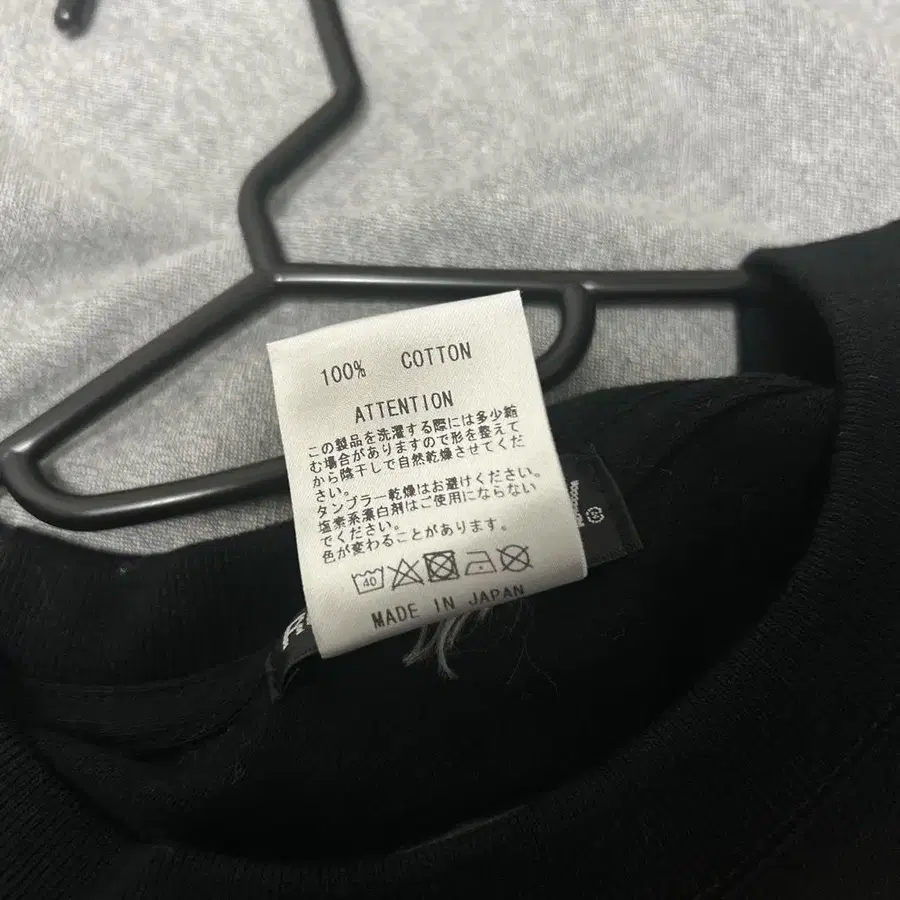 100% COTTON
ATTENTION
この製品を洗濯する際には多少縮
む場合がありますので形を整えて
から陰干しで自然乾燥させてくだ
さい。
タンブラー乾燥はお避けください。
塩素系漂白剤はご使用にならない
でください。
色が変わることがあります。
40
MADE IN JAPAN